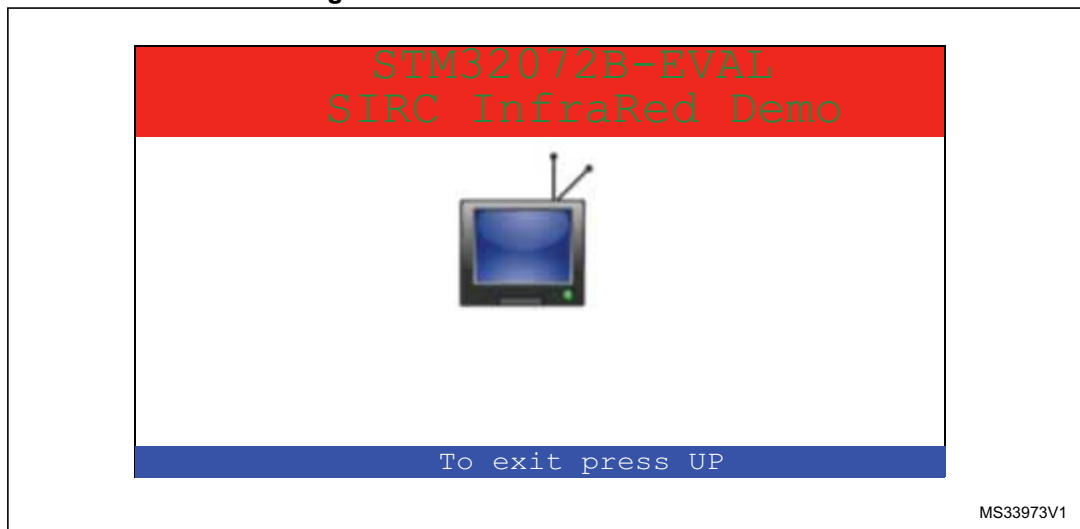 STM32072B-EVAL
SIRC InfraRed Demo
To exit press UP
MS33973V1